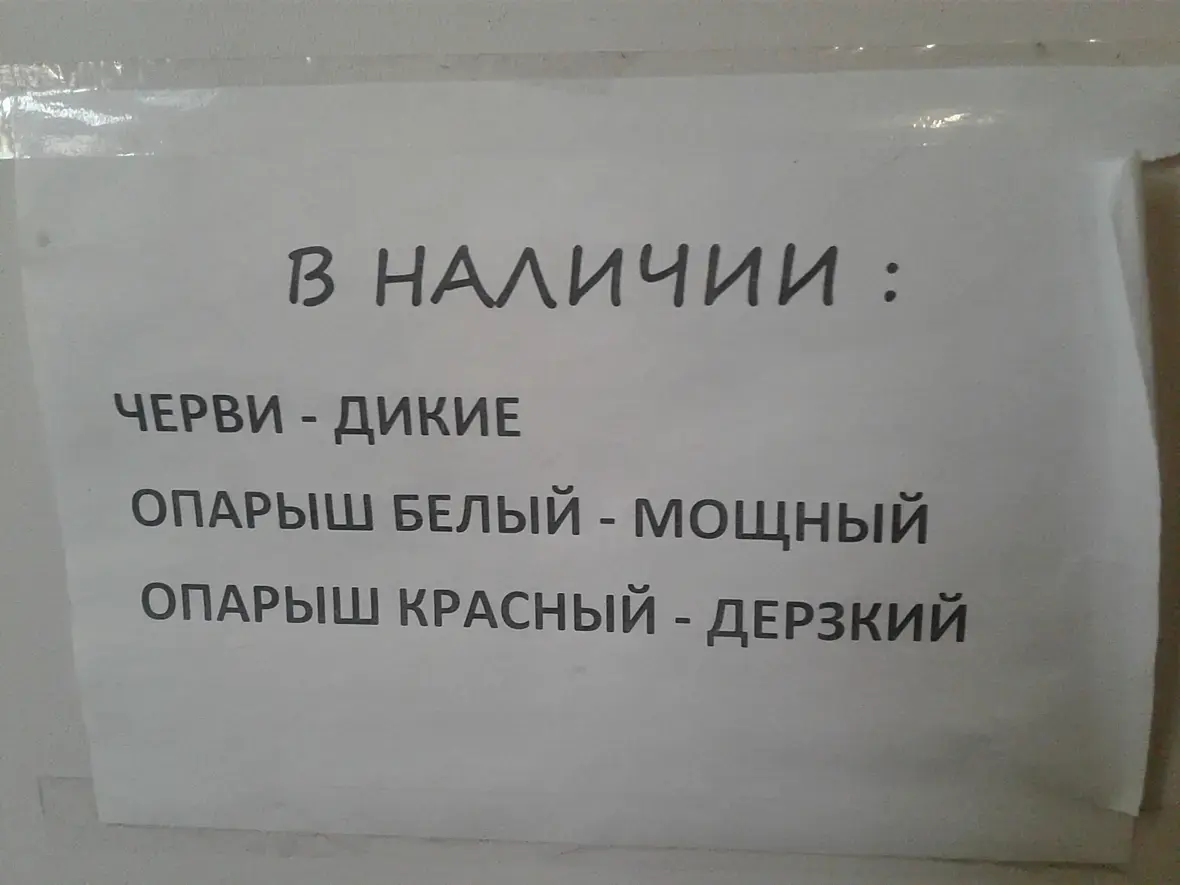 В НАЛИЧИИ :
ЧЕРВИ - ДИКИЕ
ОПАРЫШ БЕЛЫЙ - МОЩНЫЙ
ОПАРЫШ КРАСНЫЙ - ДЕРЗКИЙ